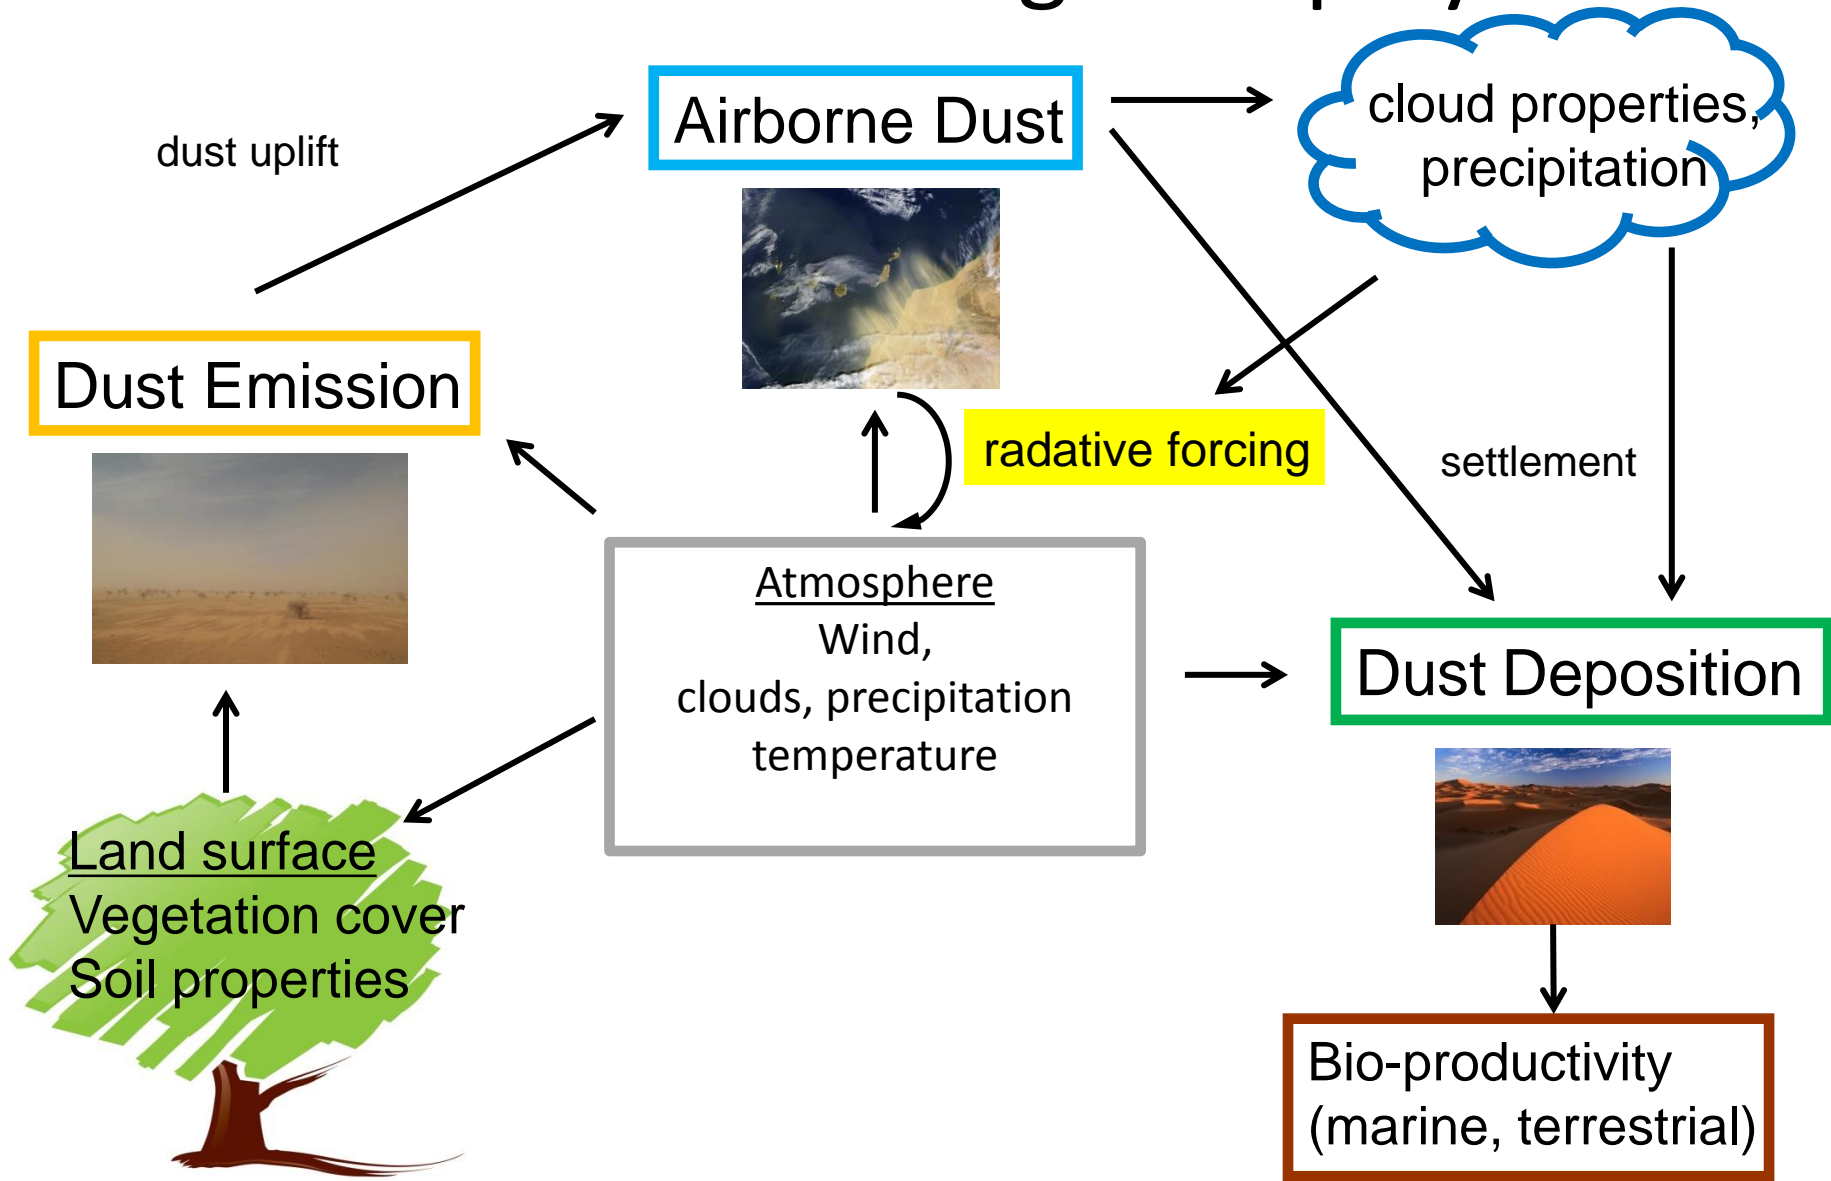 Airborne Dust
cloud properties,
precipitation
dust uplift
Dust Emission
radative forcing
settlement
Atmosphere
Wind,
clouds, precipitation
temperature
Dust Deposition
Land surface
Vegetation cover
Soil properties
Bio-productivity
(marine, terrestrial)